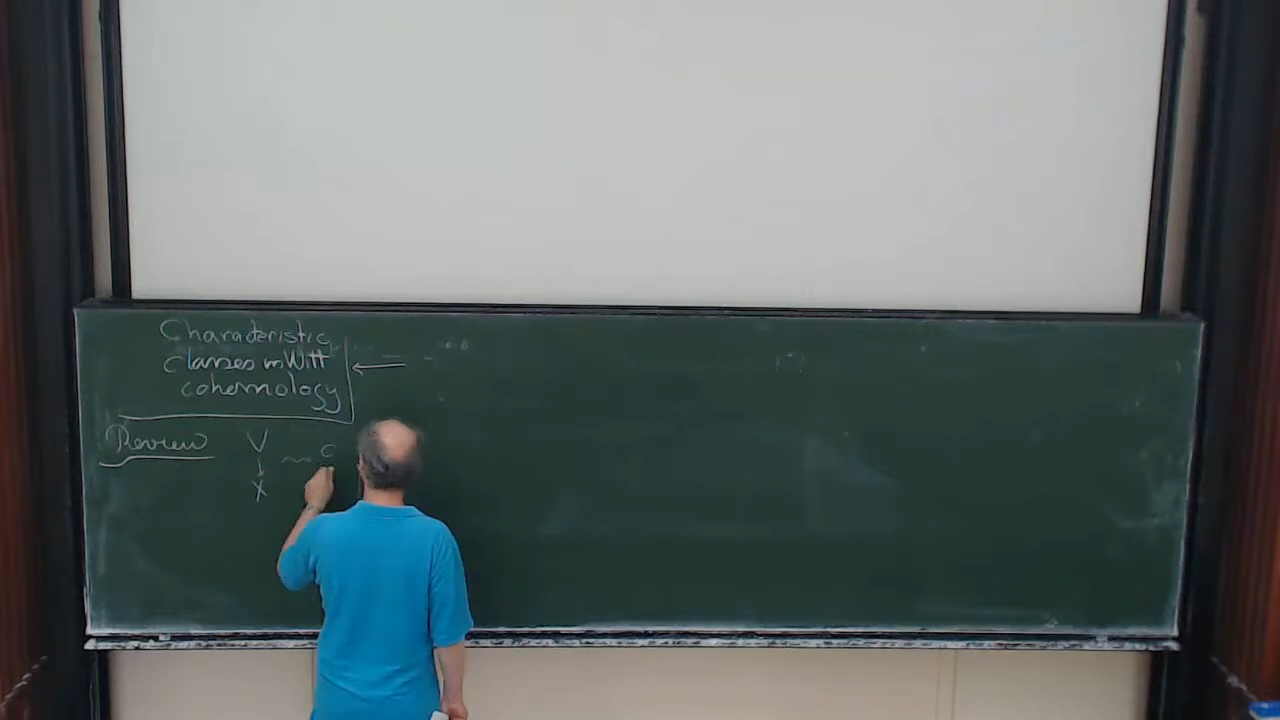 Characteristic
classes in Witt
cohomology ←
Review V ⇝ c
↓
X